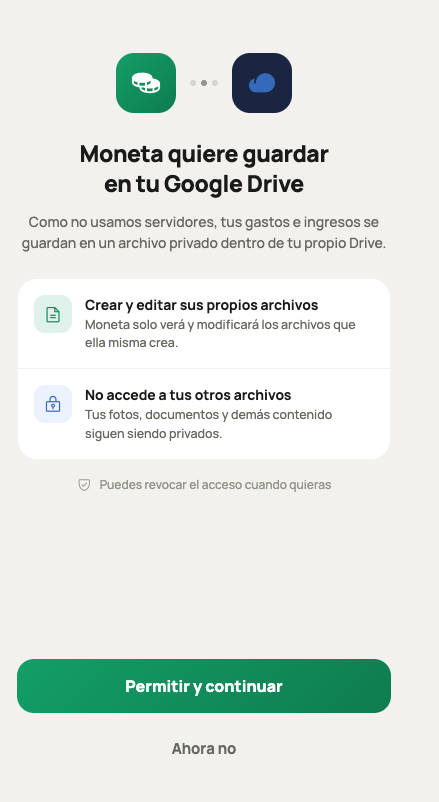 Moneta quiere guardar
en tu Google Drive
Como no usamos servidores, tus gastos e ingresos se
guardan en un archivo privado dentro de tu propio Drive.
Crear y editar sus propios archivos
Moneta solo verá y modificará los archivos que
ella misma crea.
No accede a tus otros archivos
Tus fotos, documentos y demás contenido
siguen siendo privados.
Puedes revocar el acceso cuando quieras
Permitir y continuar
Ahora no